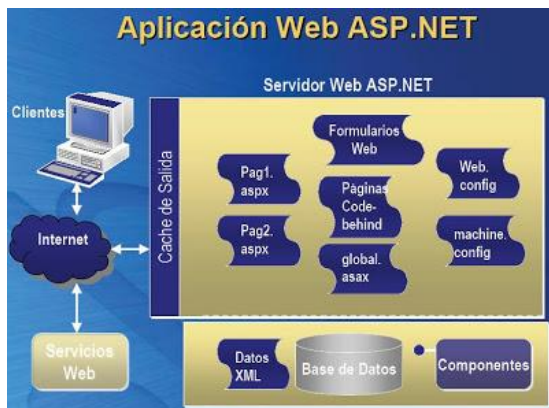 Aplicación Web ASP.NET
Servidor Web ASP.NET
Clientes
Internet
Servicios
Web
Cache de Salida
Formularios
Web
Pag1.
aspx
Pàginas
Code-
behind
Web.
config
Pag2.
aspx
global.
asax
machine.
config
Datos
XML
Base de Datos
Componentes